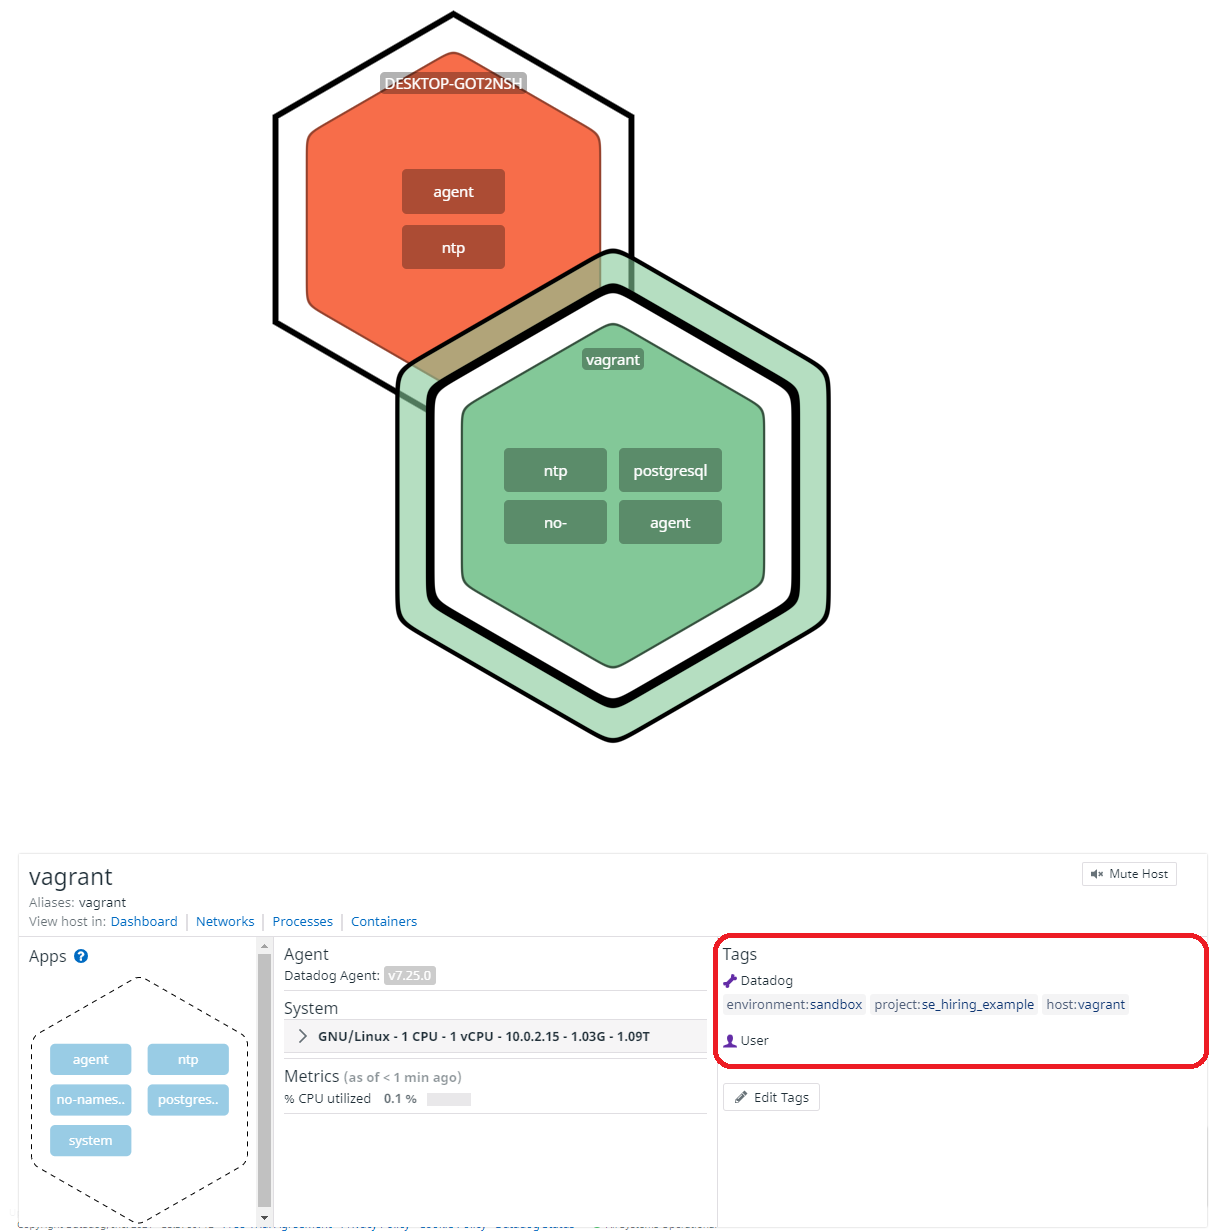 DESKTOP-GOT2NSH
agent
ntp
vagrant
ntp postgresql
no- agent
vagrant
Mute Host
Aliases: vagrant
View host in: Dashboard Networks Processes Containers
Apps ?
agent ntp
no-names.. postgres..
system
Agent
Datadog Agent: v7.25.0
System
GNU/Linux - 1 CPU - 1 vCPU - 10.0.2.15 - 1.03G - 1.09T
Metrics (as of < 1 min ago)
% CPU utilized 0.1 %
Tags
Datadog
environment:sandbox project:se_hiring_example host:vagrant
User
Edit Tags